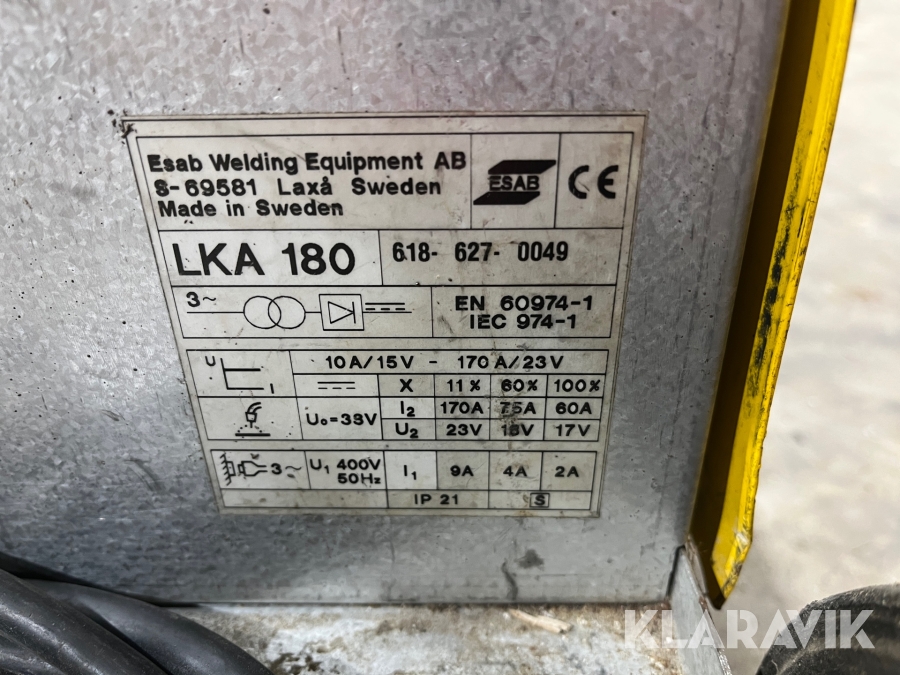 Esab Welding Equipment AB
S-69581 Laxå Sweden
Made in Sweden
ESAB
CE
LKA 180
618-627-0049
3~
EN 60974-1
IEC 974-1
U
I
10A/15V - 170A/23V
X 11% 60% 100%
U₀=33V
I₂ 170A 75A 60A
U₂ 23V 18V 17V
3~
U₁ 400V
50Hz
I₁ 9A 4A 2A
IP 21
S
KLARAVIK